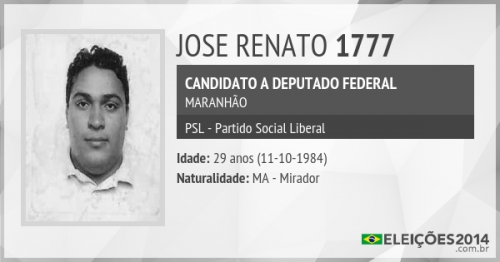 JOSE RENATO 1777
CANDIDATO A DEPUTADO FEDERAL
MARANHÃO
PSL - Partido Social Liberal
Idade: 29 anos (11-10-1984)
Naturalidade: MA - Mirador
ELEIÇÕES2014
.com.br